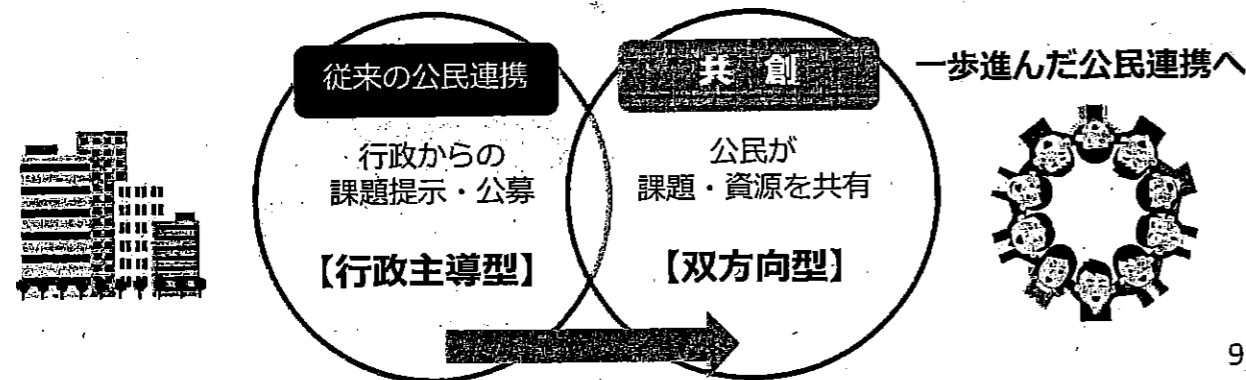 従来の公民連携
行政からの
課題提示・公募
【行政主導型】
共 創
公民が
課題・資源を共有
【双方向型】
一歩進んだ公民連携へ
9